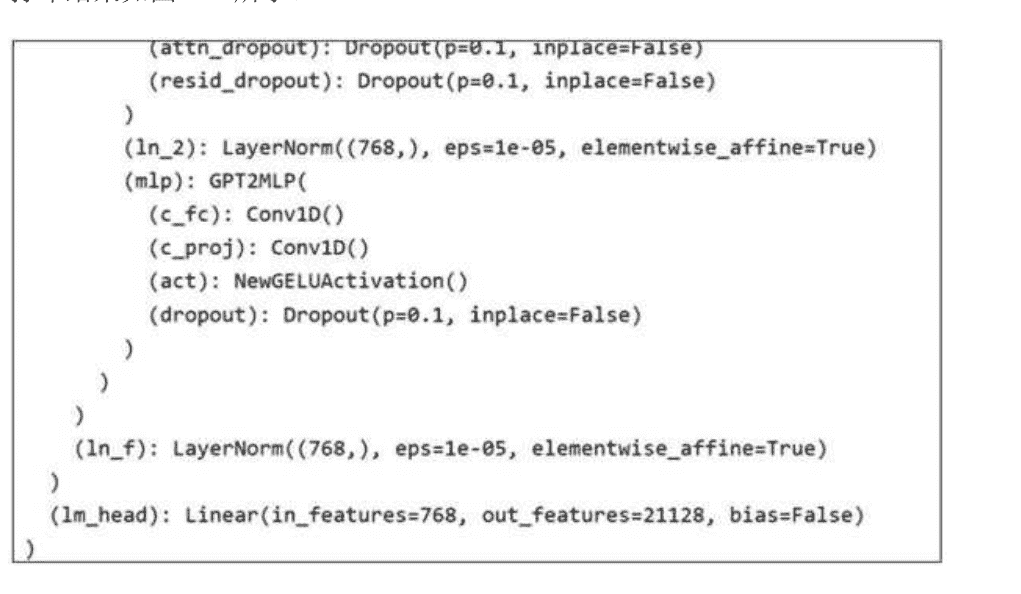 (attn_dropout): Dropout(p=0.1, inplace=False)
(resid_dropout): Dropout(p=0.1, inplace=False)
)
(ln_2): LayerNorm((768,), eps=1e-05, elementwise_affine=True)
(mlp): GPT2MLP(
(c_fc): Conv1D()
(c_proj): Conv1D()
(act): NewGELUActivation()
(dropout): Dropout(p=0.1, inplace=False)
)
)
)
(ln_f): LayerNorm((768,), eps=1e-05, elementwise_affine=True)
)
(lm_head): Linear(in_features=768, out_features=21128, bias=False)
)